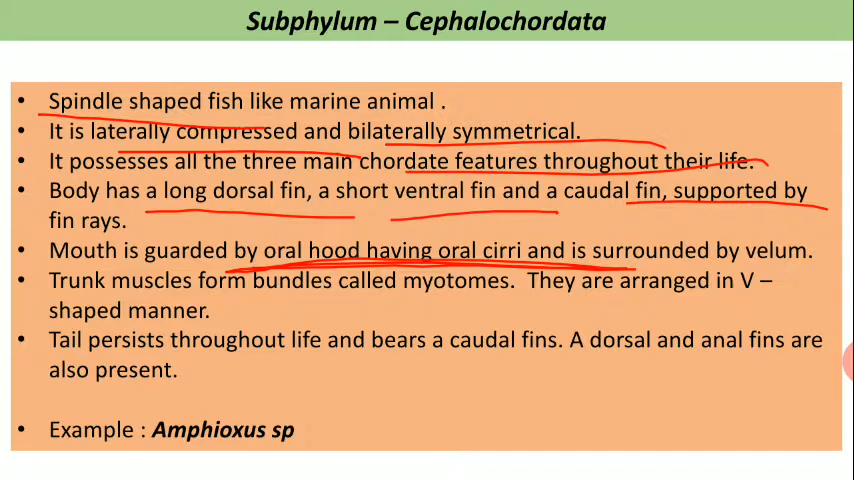 Subphylum – Cephalochordata
• Spindle shaped fish like marine animal .
• It is laterally compressed and bilaterally symmetrical.
• It possesses all the three main chordate features throughout their life.
• Body has a long dorsal fin, a short ventral fin and a caudal fin, supported by
fin rays.
• Mouth is guarded by oral hood having oral cirri and is surrounded by velum.
• Trunk muscles form bundles called myotomes. They are arranged in V –
shaped manner.
• Tail persists throughout life and bears a caudal fins. A dorsal and anal fins are
also present.
• Example : Amphioxus sp